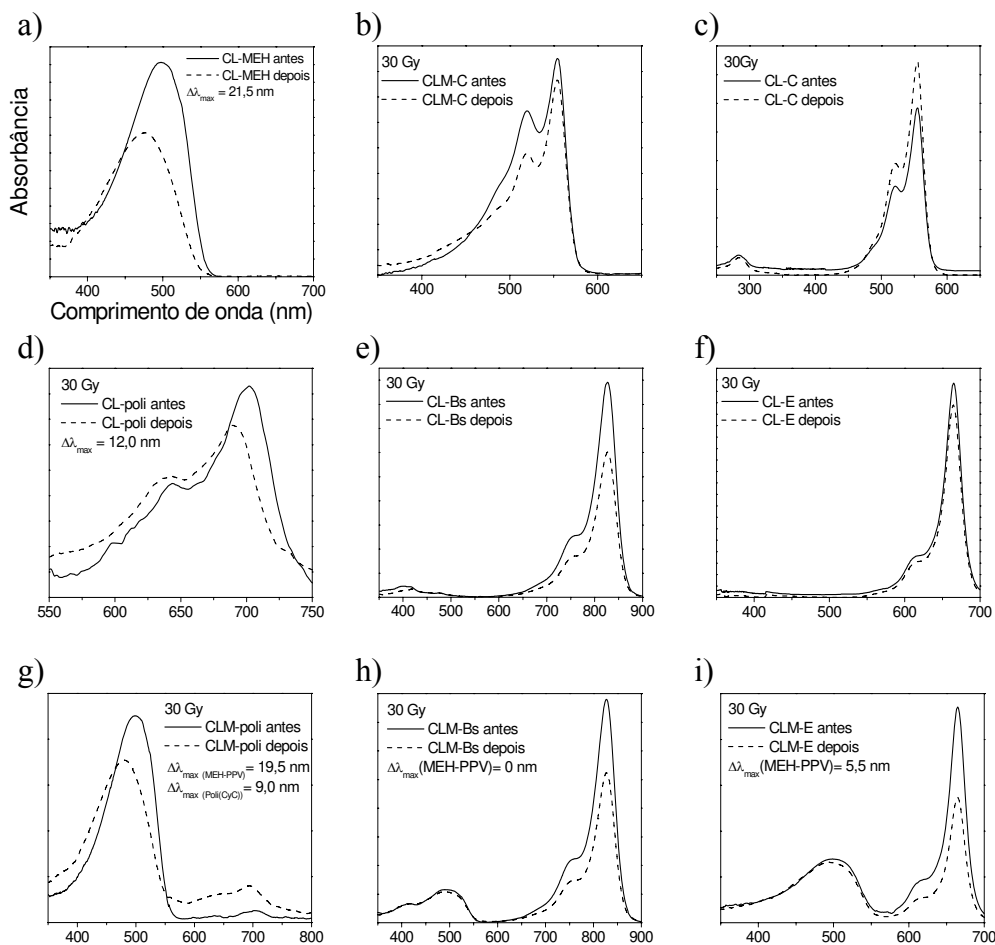 a)
CL-MEH antes
CL-MEH depois
Δλmax = 21,5 nm
Absorbância
400 500 600 700
Comprimento de onda (nm)
b)
30Gy
CLM-C antes
CLM-C depois
400 500 600
c)
30Gy
CL-C antes
CL-C depois
300 400 500 600
d)
30 Gy
CL-poli antes
CL-poli depois
Δλmax = 12,0 nm
550 600 650 700 750
e)
30 Gy
CL-Bs antes
CL-Bs depois
400 500 600 700 800 900
f)
30 Gy
CL-E antes
CL-E depois
400 500 600 700
g)
30 Gy
CLM-poli antes
CLM-poli depois
Δλmax (MEH-PPV) = 19,5 nm
Δλmax (Poli(CyC)) = 9,0 nm
400 500 600 700 800
h)
30 Gy
CLM-Bs antes
CLM-Bs depois
Δλmax(MEH-PPV)= 0 nm
400 500 600 700 800 900
i)
30 Gy
CLM-E antes
CLM-E depois
Δλmax(MEH-PPV) = 5,5 nm
400 500 600 700